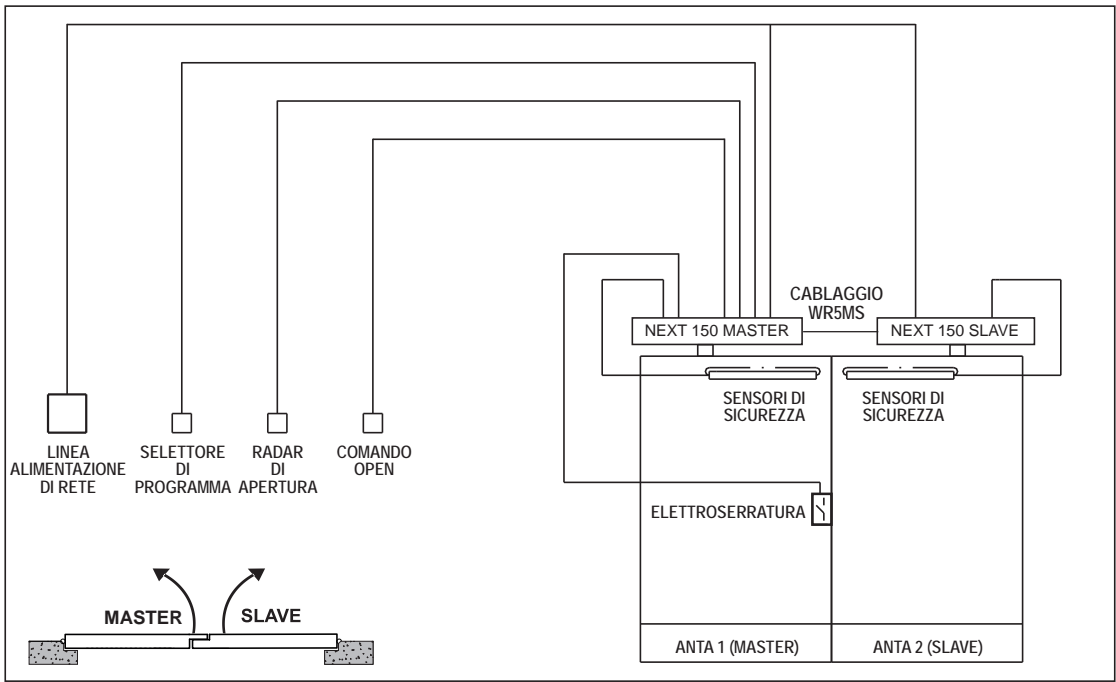 CABLAGGIO
WR5MS
NEXT 150 MASTER
NEXT 150 SLAVE
SENSORI DI
SICUREZZA
SENSORI DI
SICUREZZA
LINEA
ALIMENTAZIONE
DI RETE
SELETTORE
DI
PROGRAMMA
RADAR
DI
APERTURA
COMANDO
OPEN
ELETTROSERRATURA
MASTER
SLAVE
ANTA 1 (MASTER)
ANTA 2 (SLAVE)